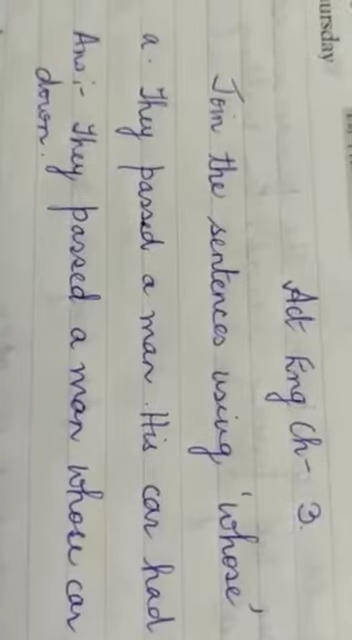 ursday
Act Eng Ch- 3.
Join the sentences using 'whose'
a. They passed a man. His car had
Ans:- They passed a man whose car
down.